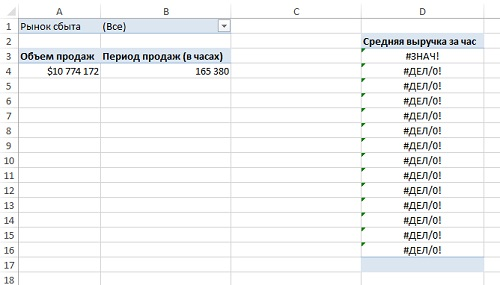 A B C D
1 Рынок сбыта (Все)
2 Средняя выручка за час
3 Объем продаж Период продаж (в часах) #ЗНАЧ!
4 $10 774 172 165 380 #ДЕЛ/0!
5 #ДЕЛ/0!
6 #ДЕЛ/0!
7 #ДЕЛ/0!
8 #ДЕЛ/0!
9 #ДЕЛ/0!
10 #ДЕЛ/0!
11 #ДЕЛ/0!
12 #ДЕЛ/0!
13 #ДЕЛ/0!
14 #ДЕЛ/0!
15 #ДЕЛ/0!
16 #ДЕЛ/0!
17
18